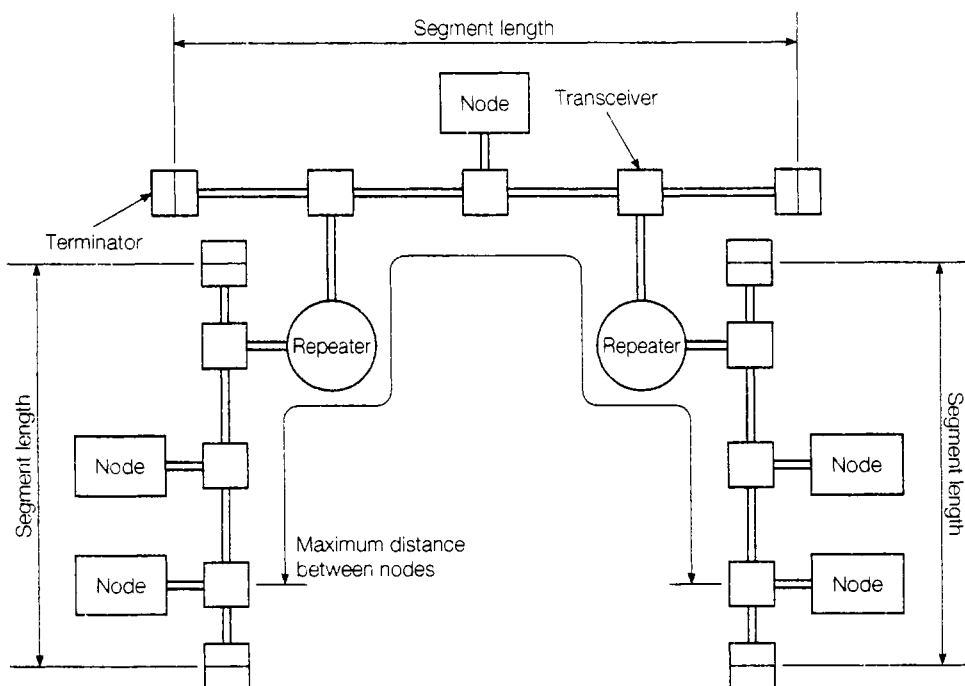 Segment length
Node
Transceiver
Terminator
Repeater
Repeater
Segment length
Segment length
Node
Node
Maximum distance
between nodes
Node
Node